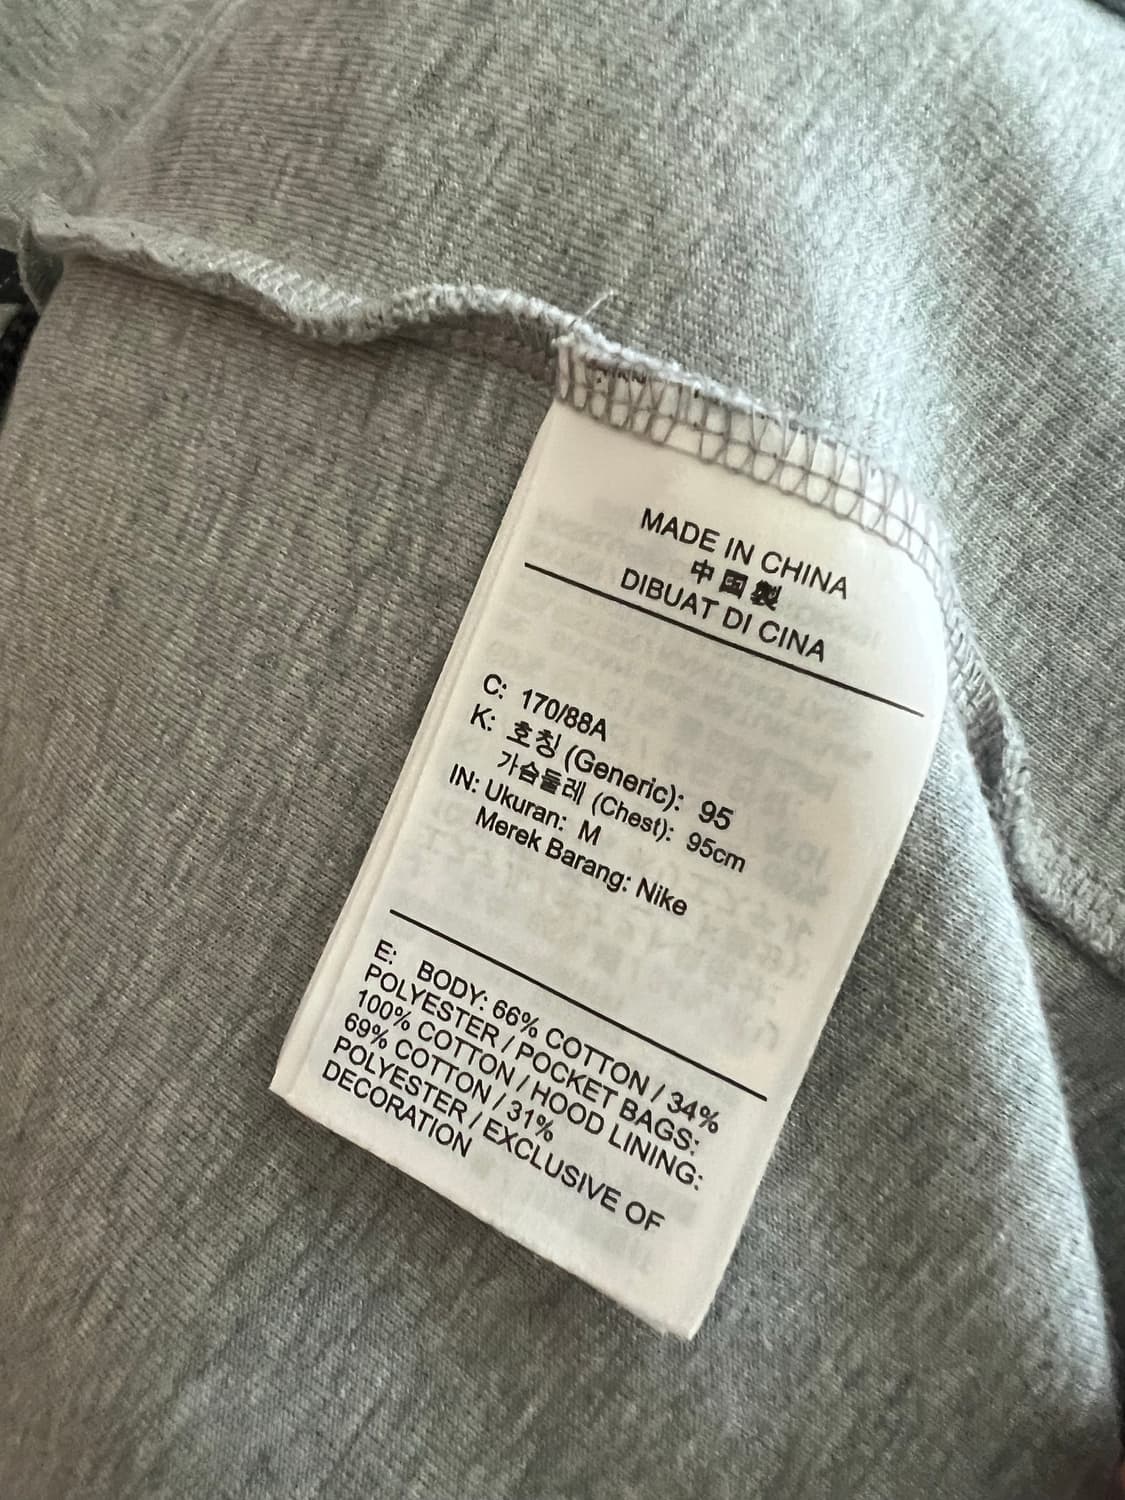 MADE IN CHINA
中国製
DIBUAT DI CINA
C: 170/88A
K: 호칭 (Generic): 95
가슴둘레 (Chest): 95cm
IN: Ukuran: M
Merek Barang: Nike
E: BODY: 66% COTTON / 34%
POLYESTER / POCKET BAGS:
100% COTTON / HOOD LINING:
69% COTTON / 31%
POLYESTER / EXCLUSIVE OF
DECORATION